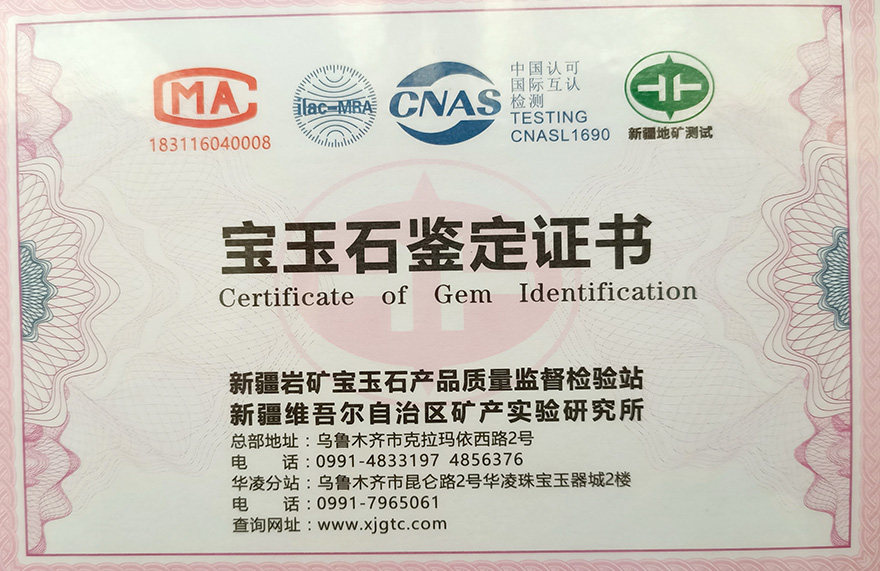 CMA
183116040008
ilac-MRA
CNAS
中国认可
国际互认
检测
TESTING
CNASL1690
新疆地矿测试
宝玉石鉴定证书
Certificate of Gem Identification
新疆岩矿宝玉石产品质量监督检验站
新疆维吾尔自治区矿产实验研究所
总部地址：乌鲁木齐市克拉玛依西路2号
电　　话：0991-4833197 4856376
华凌分站：乌鲁木齐市昆仑路2号华凌珠宝玉器城2楼
电　　话：0991-7965061
查询网址：www.xjgtc.com